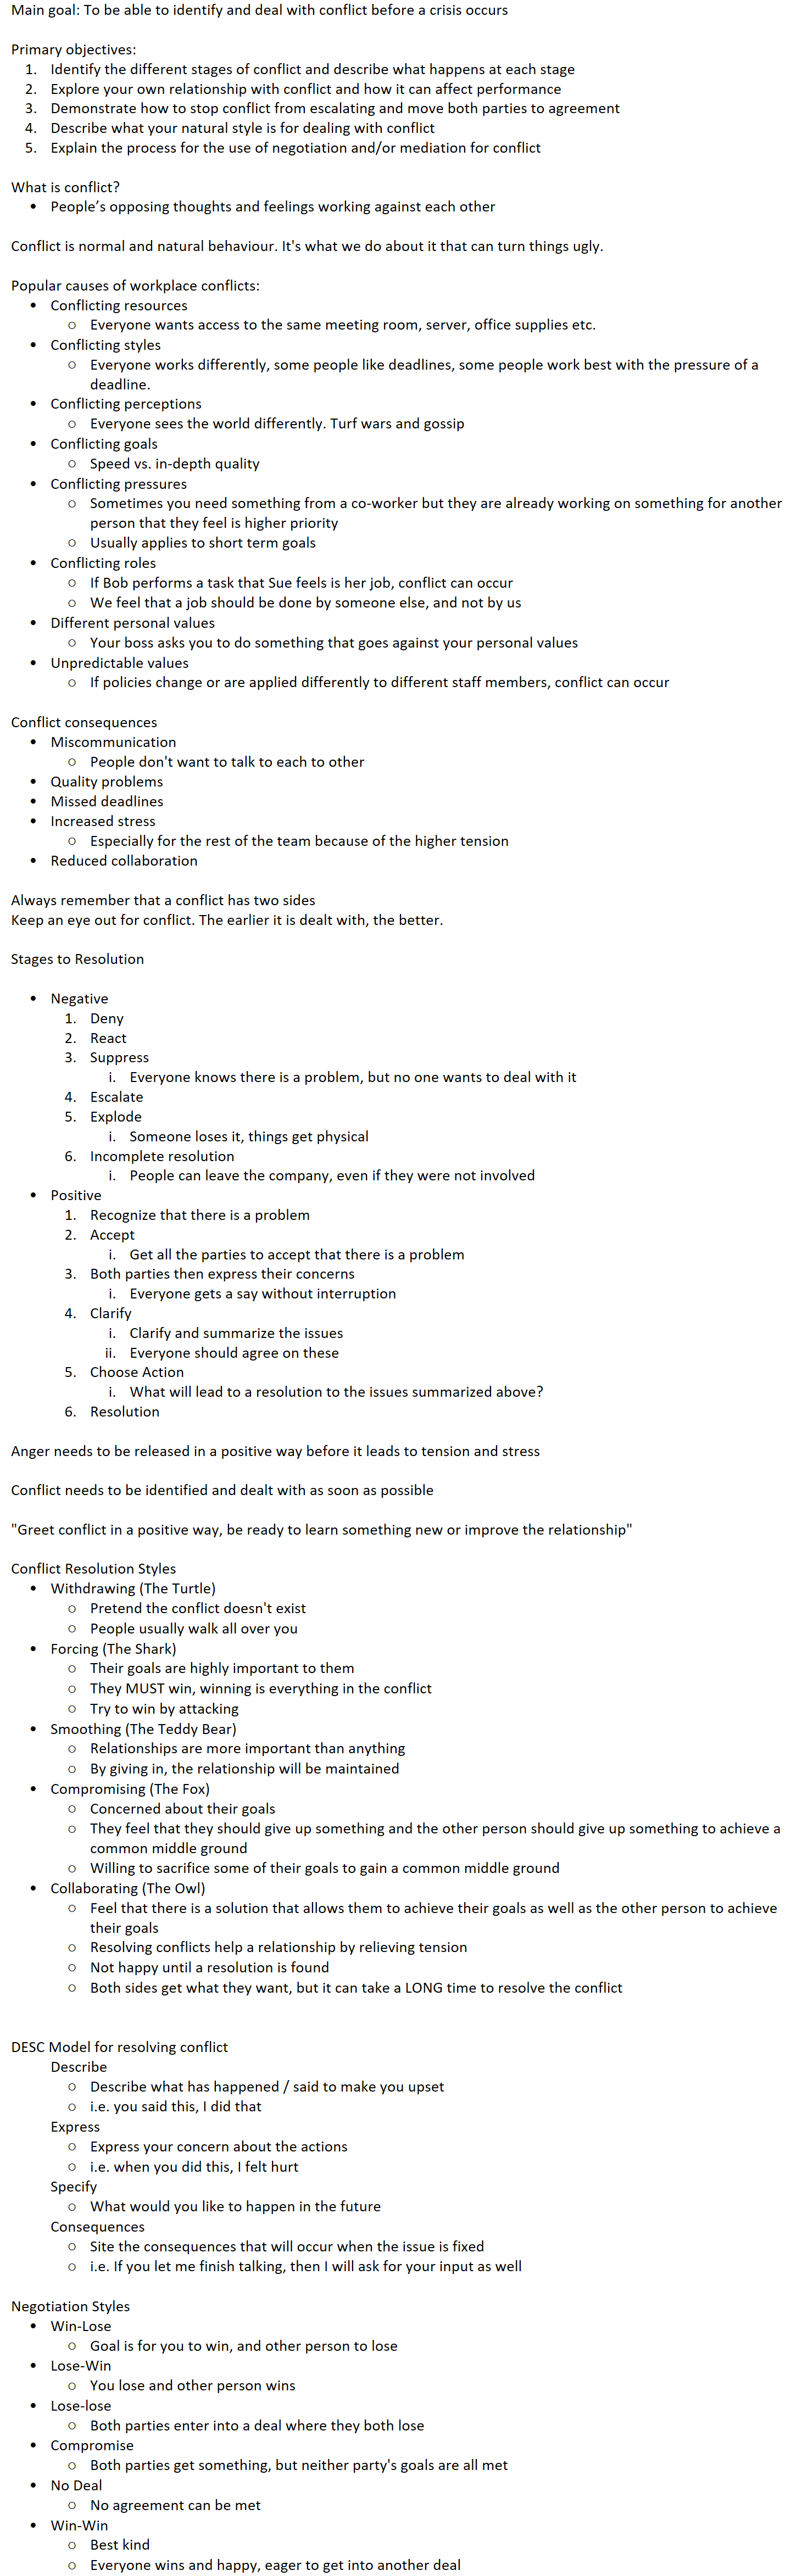 Main goal: To be able to identify and deal with conflict before a crisis occurs
Primary objectives:
1. Identify the different stages of conflict and describe what happens at each stage
2. Explore your own relationship with conflict and how it can affect performance
3. Demonstrate how to stop conflict from escalating and move both parties to agreement
4. Describe what your natural style is for dealing with conflict
5. Explain the process for the use of negotiation and/or mediation for conflict
What is conflict?
• People's opposing thoughts and feelings working against each other
Conflict is normal and natural behaviour. It's what we do about it that can turn things ugly.
Popular causes of workplace conflicts:
• Conflicting resources
○ Everyone wants access to the same meeting room, server, office supplies etc.
• Conflicting styles
○ Everyone works differently, some people like deadlines, some people work best with the pressure of a
deadline.
• Conflicting perceptions
○ Everyone sees the world differently. Turf wars and gossip
• Conflicting goals
○ Speed vs. in-depth quality
• Conflicting pressures
○ Sometimes you need something from a co-worker but they are already working on something for another
person that they feel is higher priority
○ Usually applies to short term goals
• Conflicting roles
○ If Bob performs a task that Sue feels is her job, conflict can occur
○ We feel that a job should be done by someone else, and not by us
• Different personal values
○ Your boss asks you to do something that goes against your personal values
• Unpredictable values
○ If policies change or are applied differently to different staff members, conflict can occur
Conflict consequences
• Miscommunication
○ People don't want to talk to each to other
• Quality problems
• Missed deadlines
• Increased stress
○ Especially for the rest of the team because of the higher tension
• Reduced collaboration
Always remember that a conflict has two sides
Keep an eye out for conflict. The earlier it is dealt with, the better.
Stages to Resolution
• Negative
1. Deny
2. React
3. Suppress
i. Everyone knows there is a problem, but no one wants to deal with it
4. Escalate
5. Explode
i. Someone loses it, things get physical
6. Incomplete resolution
i. People can leave the company, even if they were not involved
• Positive
1. Recognize that there is a problem
2. Accept
i. Get all the parties to accept that there is a problem
3. Both parties then express their concerns
i. Everyone gets a say without interruption
4. Clarify
i. Clarify and summarize the issues
ii. Everyone should agree on these
5. Choose Action
i. What will lead to a resolution to the issues summarized above?
6. Resolution
Anger needs to be released in a positive way before it leads to tension and stress
Conflict needs to be identified and dealt with as soon as possible
"Greet conflict in a positive way, be ready to learn something new or improve the relationship"
Conflict Resolution Styles
• Withdrawing (The Turtle)
○ Pretend the conflict doesn't exist
○ People usually walk all over you
• Forcing (The Shark)
○ Their goals are highly important to them
○ They MUST win, winning is everything in the conflict
○ Try to win by attacking
• Smoothing (The Teddy Bear)
○ Relationships are more important than anything
○ By giving in, the relationship will be maintained
• Compromising (The Fox)
○ Concerned about their goals
○ They feel that they should give up something and the other person should give up something to achieve a
common middle ground
○ Willing to sacrifice some of their goals to gain a common middle ground
• Collaborating (The Owl)
○ Feel that there is a solution that allows them to achieve their goals as well as the other person to achieve
their goals
○ Resolving conflicts help a relationship by relieving tension
○ Not happy until a resolution is found
○ Both sides get what they want, but it can take a LONG time to resolve the conflict
DESC Model for resolving conflict
Describe
○ Describe what has happened / said to make you upset
○ i.e. you said this, I did that
Express
○ Express your concern about the actions
○ i.e. when you did this, I felt hurt
Specify
○ What would you like to happen in the future
Consequences
○ Site the consequences that will occur when the issue is fixed
○ i.e. If you let me finish talking, then I will ask for your input as well
Negotiation Styles
• Win-Lose
○ Goal is for you to win, and other person to lose
• Lose-Win
○ You lose and other person wins
• Lose-lose
○ Both parties enter into a deal where they both lose
• Compromise
○ Both parties get something, but neither party's goals are all met
• No Deal
○ No agreement can be met
• Win-Win
○ Best kind
○ Everyone wins and happy, eager to get into another deal